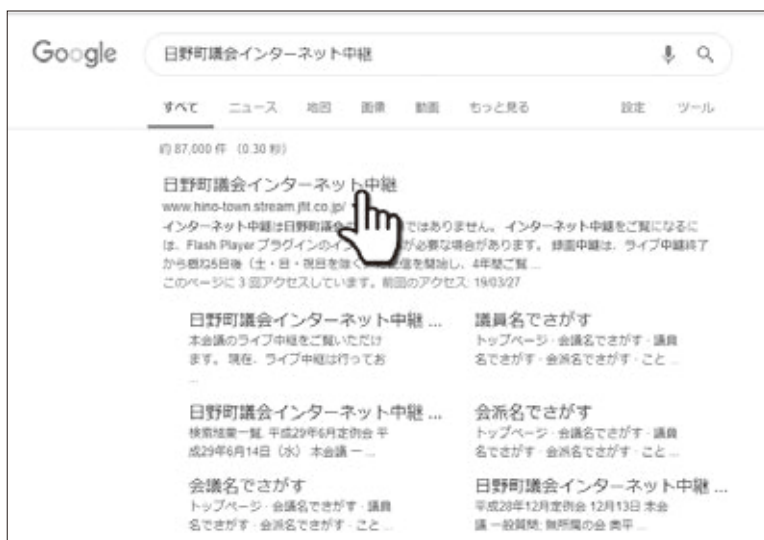 Google
日野町議会インターネット中継
すべて ニュース 地図 画像 動画 もっと見る 設定 ツール
約 87,000 件 (0.30 秒)
日野町議会インターネット中継
www.hino-town.stream.jfit.co.jp/
インターネット中継は日野町議会 ではありません。 インターネット中継をご覧になるに
は、Flash Player プラグインのイン が必要な場合があります。 録画中継は、ライブ中継終了
から概ね5日後（土・日・祝日を除く 配信を開始し、4年間ご覧 ...
このページに 3 回アクセスしています。前回のアクセス: 19/03/27
日野町議会インターネット中継 ...
本会議のライブ中継をご覧いただけ
ます。 現在、ライブ中継は行ってお
...
議員名でさがす
トップページ · 会議名でさがす · 議員
名でさがす · 会派名でさがす · こと ...
日野町議会インターネット中継 ...
検索結果一覧. 平成29年6月定例会 平
成29年6月14日（水） 本会議 一 ...
会派名でさがす
トップページ · 会議名でさがす · 議員
名でさがす · 会派名でさがす · こと ...
会議名でさがす
トップページ · 会議名でさがす · 議員
名でさがす · 会派名でさがす · こと ...
日野町議会インターネット中継 ...
平成28年12月定例会 12月13日 本会
議 一般質問; 無所属の会 奥平 ...